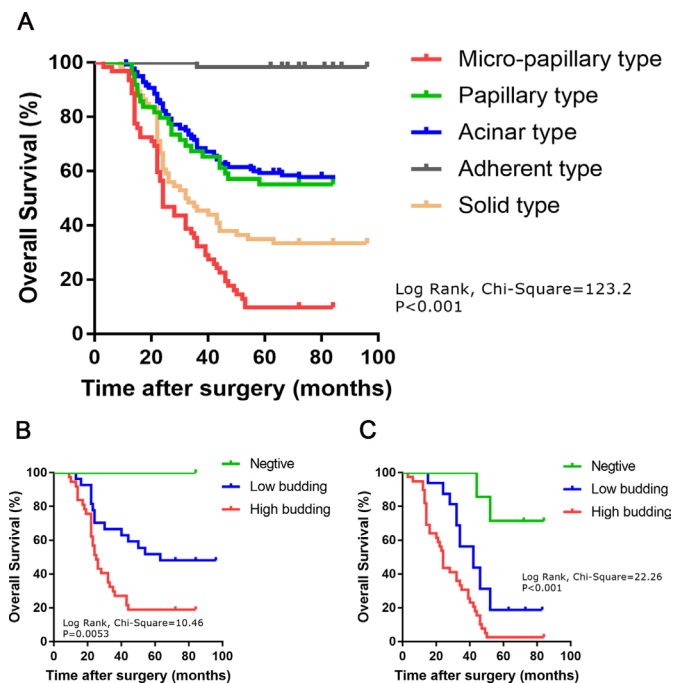 A
Overall Survival (%)
100
80
60
40
20
0
0 20 40 60 80 100
Time after surgery (months)
Micro-papillary type
Papillary type
Acinar type
Adherent type
Solid type
Log Rank, Chi-Square=123.2
P<0.001
B
Overall Survival (%)
100
80
60
40
20
0
0 20 40 60 80 100
Time after surgery (months)
Negtive
Low budding
High budding
Log Rank, Chi-Square=10.46
P=0.0053
C
Overall Survival (%)
100
80
60
40
20
0
0 20 40 60 80 100
Time after surgery (months)
Negtive
Low budding
High budding
Log Rank, Chi-Square=22.26
P<0.001